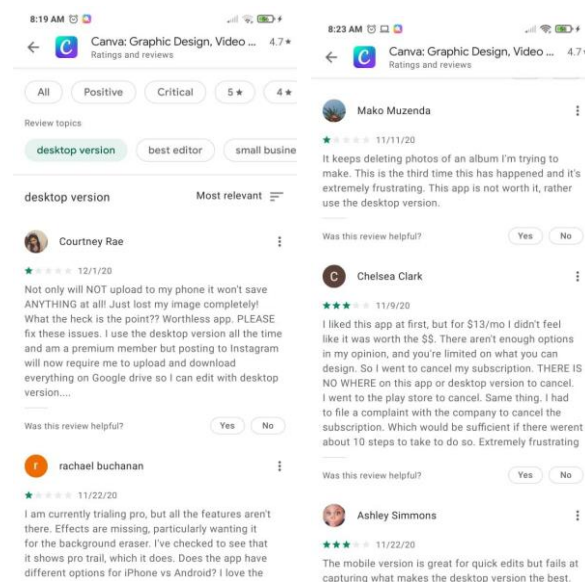 8:19 AM
Canva: Graphic Design, Video ... 4.7★
Ratings and reviews
All Positive Critical 5★ 4★
Review topics
desktop version best editor small busine
desktop version Most relevant
Courtney Rae
12/1/20
Not only will NOT upload to my phone it won't save
ANYTHING at all! Just lost my image completely!
What the heck is the point?? Worthless app. PLEASE
fix these issues. I use the desktop version all the time
and am a premium member but posting to Instagram
will now require me to upload and download
everything on Google drive so I can edit with desktop
version....
Was this review helpful? Yes No
r rachael buchanan
11/22/20
I am currently trialing pro, but all the features aren't
there. Effects are missing, particularly wanting it
for the background eraser. I've checked to see that
it shows pro trail, which it does. Does the app have
different options for iPhone vs Android? I love the
8:23 AM
Canva: Graphic Design, Video ... 4.7
Ratings and reviews
Mako Muzenda
11/11/20
It keeps deleting photos of an album I'm trying to
make. This is the third time this has happened and it's
extremely frustrating. This app is not worth it, rather
use the desktop version.
Was this review helpful? Yes No
C Chelsea Clark
11/9/20
I liked this app at first, but for $13/mo I didn't feel
like it was worth the $$. There aren't enough options
in my opinion, and you're limited on what you can
design. So I went to cancel my subscription. THERE IS
NO WHERE on this app or desktop version to cancel.
I went to the play store to cancel. Same thing. I had
to file a complaint with the company to cancel the
subscription. Which would be sufficient if there werent
about 10 steps to take to do so. Extremely frustrating
Was this review helpful? Yes No
Ashley Simmons
11/22/20
The mobile version is great for quick edits but fails at
capturing what makes the desktop version the best.